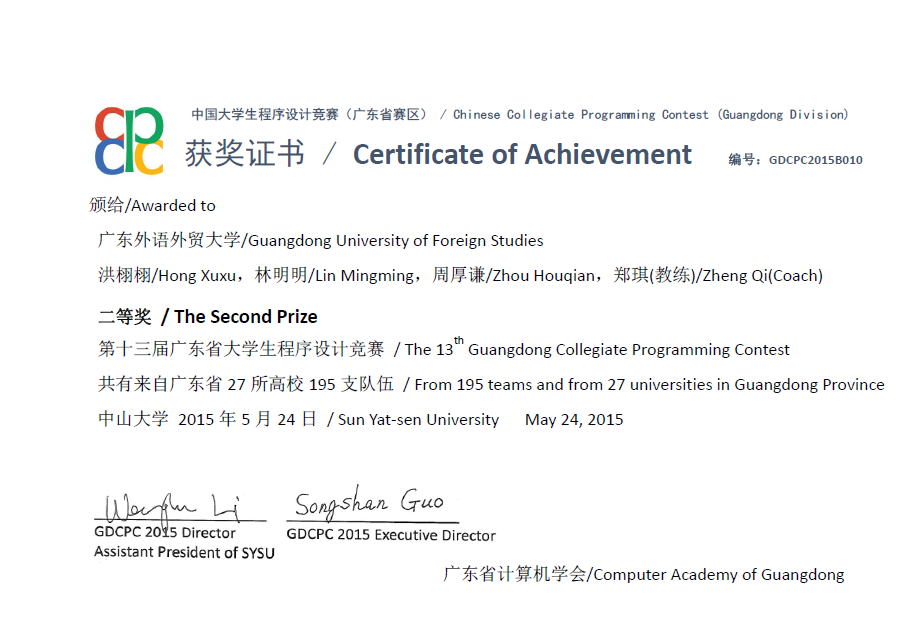 中国大学生程序设计竞赛（广东省赛区） / Chinese Collegiate Programming Contest (Guangdong Division)
获奖证书 / Certificate of Achievement 编号：GDCPC2015B010
颁给/Awarded to
广东外语外贸大学/Guangdong University of Foreign Studies
洪栩栩/Hong Xuxu，林明明/Lin Mingming，周厚谦/Zhou Houqian，郑琪(教练)/Zheng Qi(Coach)
二等奖 / The Second Prize
第十三届广东省大学生程序设计竞赛 / The 13th Guangdong Collegiate Programming Contest
共有来自广东省 27 所高校 195 支队伍 / From 195 teams and from 27 universities in Guangdong Province
中山大学 2015 年 5 月 24 日 / Sun Yat-sen University May 24, 2015
Li Songshan Guo
GDCPC 2015 Director GDCPC 2015 Executive Director
Assistant President of SYSU
广东省计算机学会/Computer Academy of Guangdong